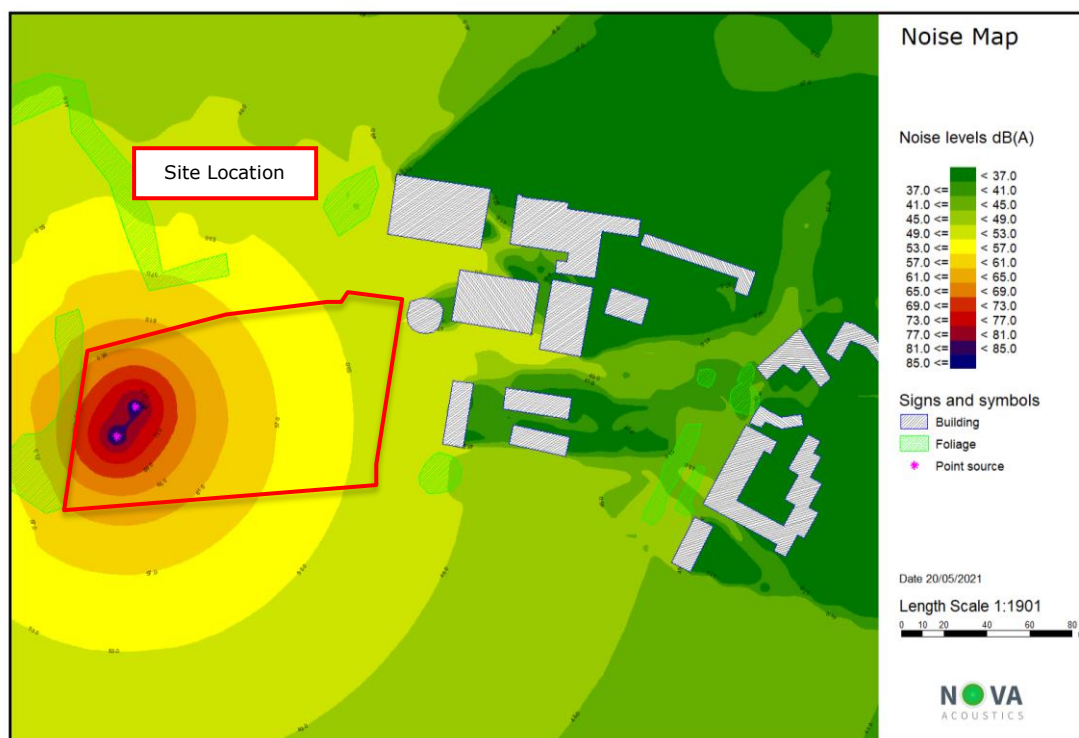 Noise Map
Site Location
Noise levels dB(A)
< 37.0
37.0 <= < 41.0
41.0 <= < 45.0
45.0 <= < 49.0
49.0 <= < 53.0
53.0 <= < 57.0
57.0 <= < 61.0
61.0 <= < 65.0
65.0 <= < 69.0
69.0 <= < 73.0
73.0 <= < 77.0
77.0 <= < 81.0
81.0 <= < 85.0
85.0 <=
Signs and symbols
Building
Foliage
Point source
Date 20/05/2021
Length Scale 1:1901
0 10 20 40 60 80
NOVA
ACOUSTICS